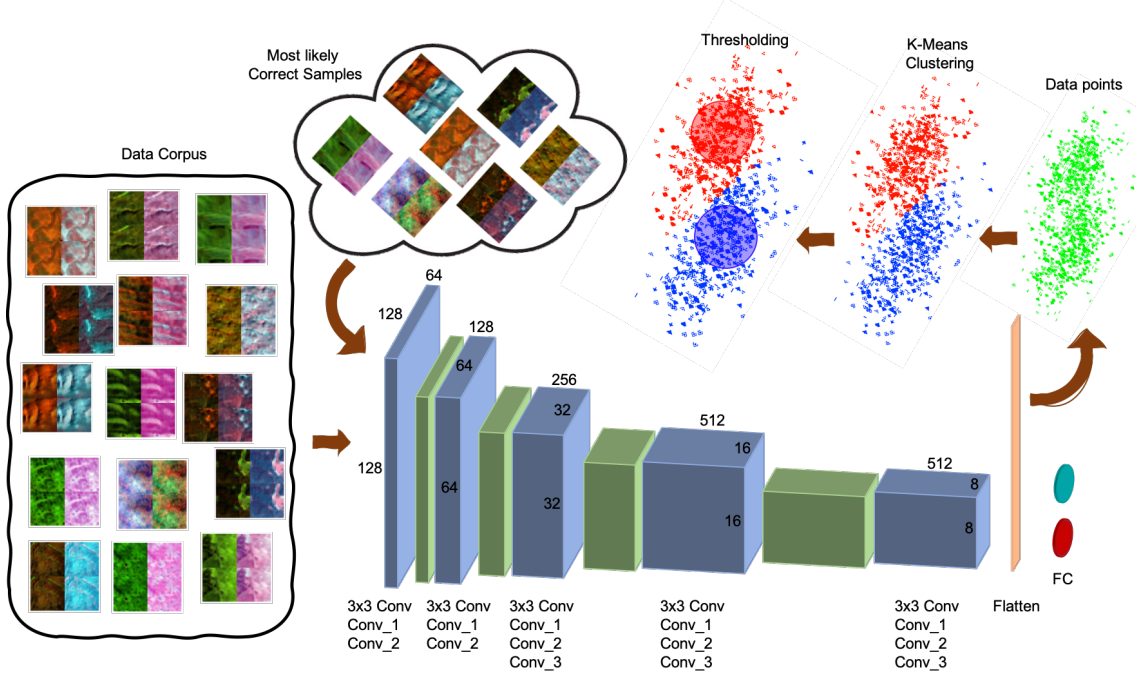 Most likely
Correct Samples
Thresholding
K-Means
Clustering
Data points
Data Corpus
64
128
128
128
64
64
256
32
32
512
16
16
512
8
8
FC
3x3 Conv
Conv_1
Conv_2
3x3 Conv
Conv_1
Conv_2
3x3 Conv
Conv_1
Conv_2
Conv_3
3x3 Conv
Conv_1
Conv_2
Conv_3
3x3 Conv
Conv_1
Conv_2
Conv_3
Flatten